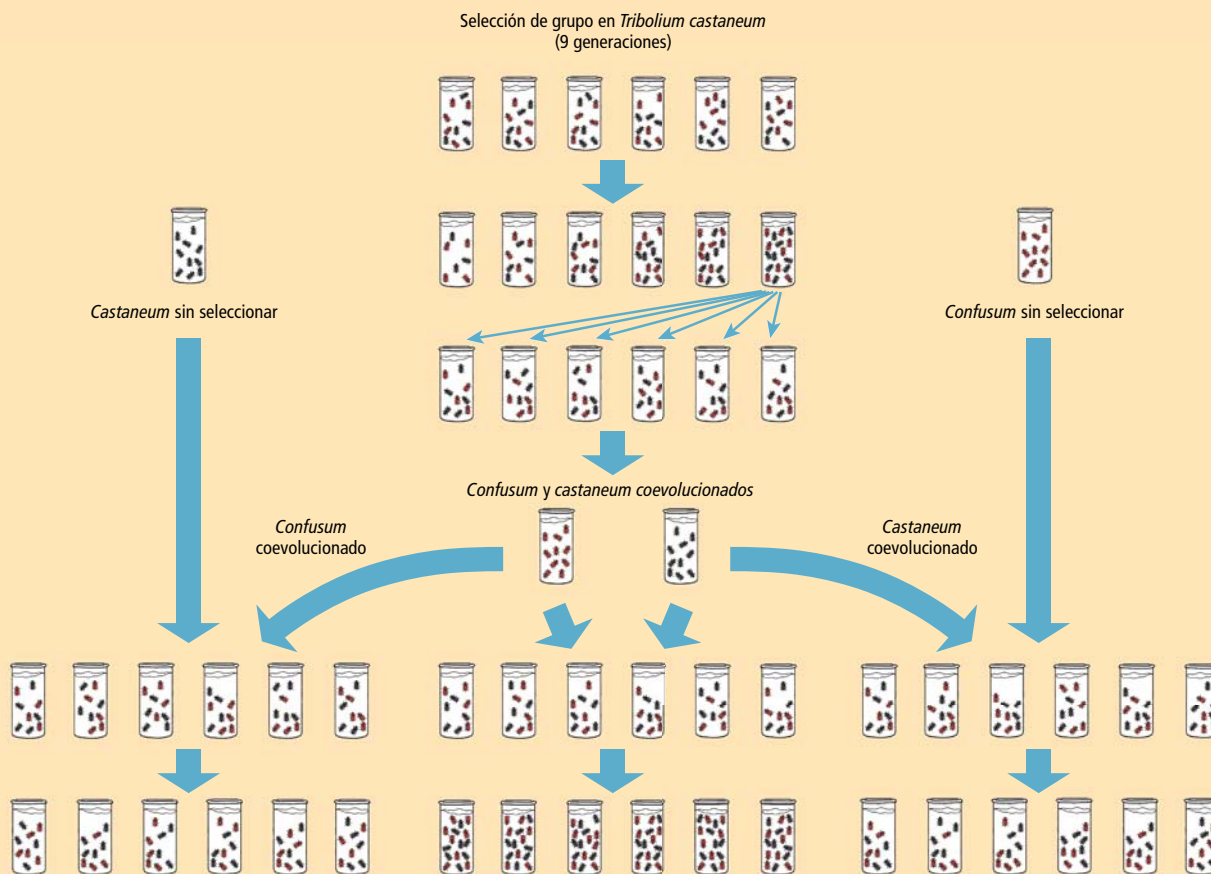 Selección de grupo en Tribolium castaneum
(9 generaciones)
Castaneum sin seleccionar
Confusum sin seleccionar
Confusum y castaneum coevolucionados
Confusum
coevolucionado
Castaneum
coevolucionado